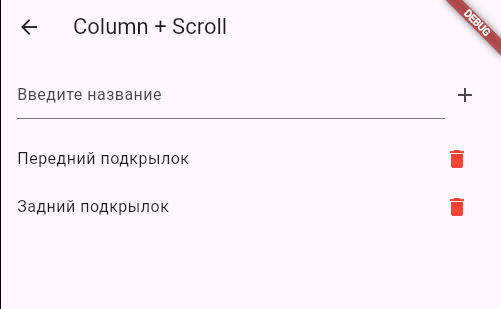 Column + Scroll
DEBUG
Введите название
Передний подкрылок
Задний подкрылок